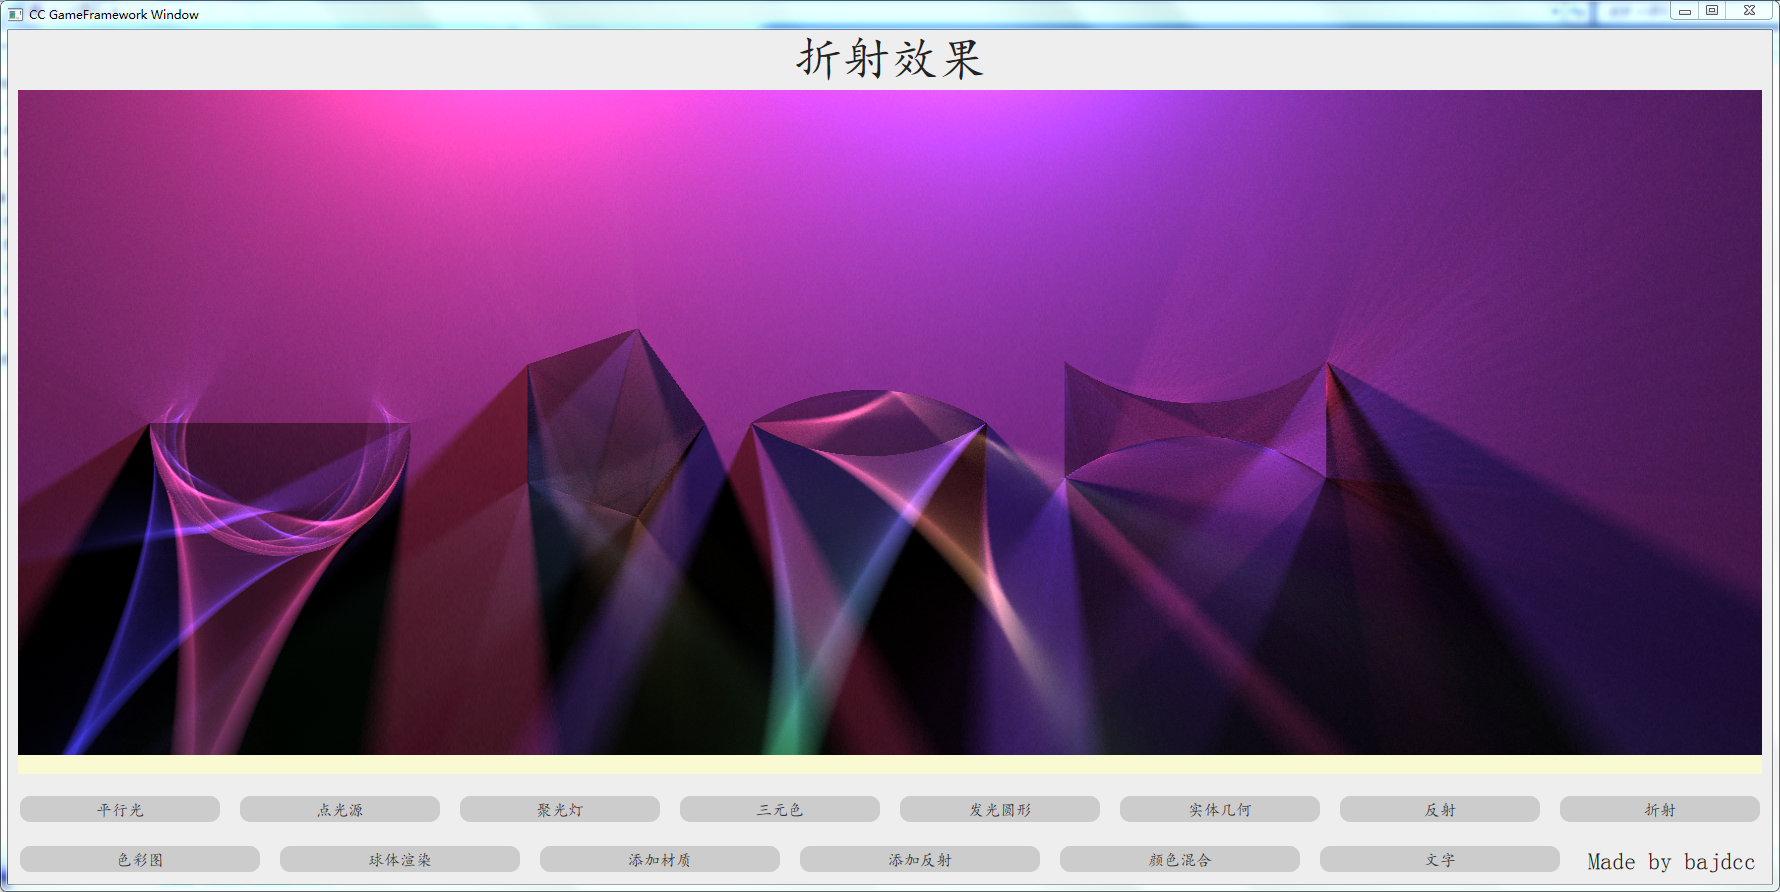 CC GameFramework Window
折射效果
平行光
点光源
聚光灯
三元色
发光圆形
实体几何
反射
折射
色彩图
球体渲染
添加材质
添加反射
颜色混合
文字
Made by bajdcc